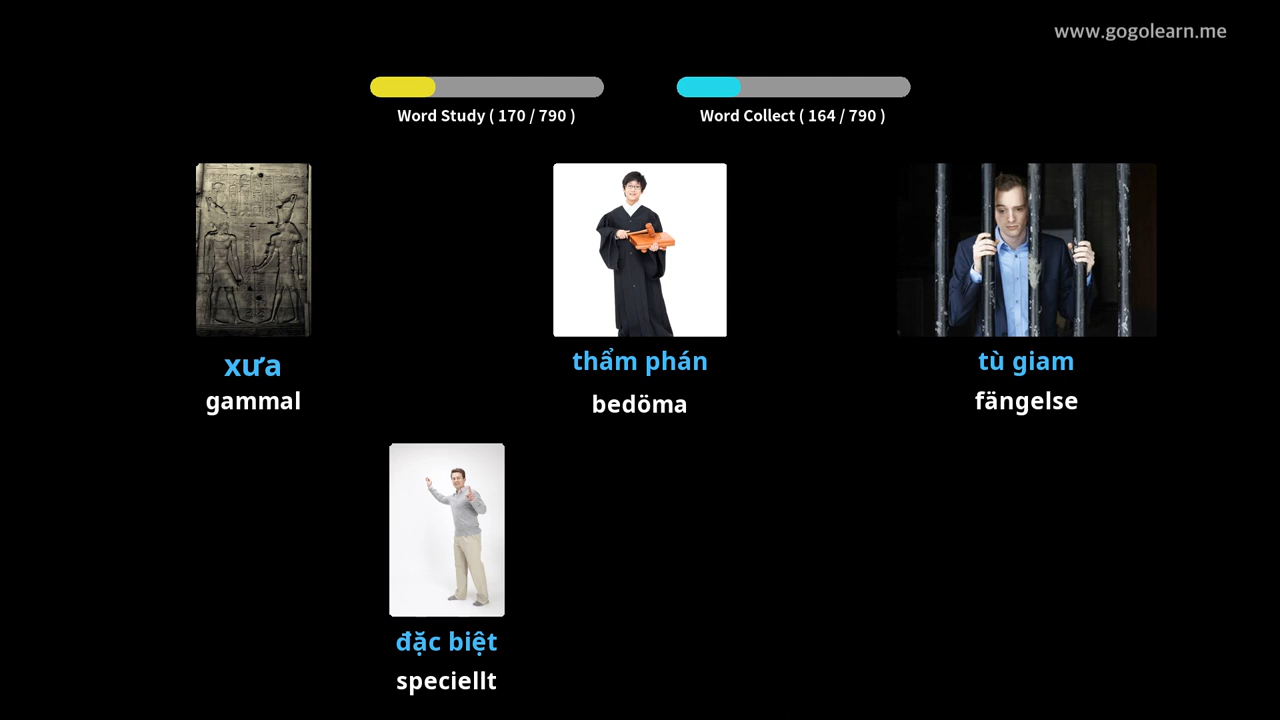 www.gogolearn.me
Word Study ( 170 / 790 )
Word Collect ( 164 / 790 )
xưa
gammal
thẩm phán
bedöma
tù giam
fängelse
đặc biệt
speciellt